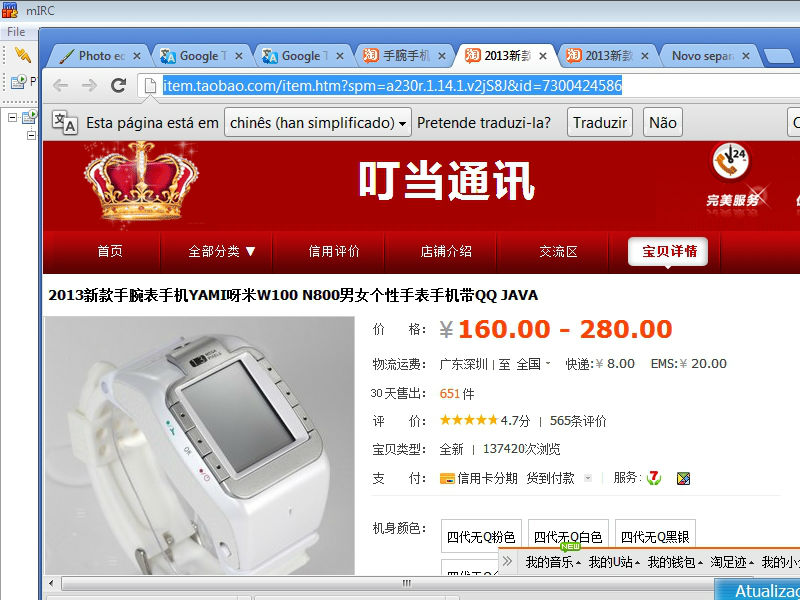 mIRC
File
Photo ec
Google T
Google T
手腕手机
2013新款
2013新款
Novo separ
item.taobao.com/item.htm?spm=a230r.1.14.1.v2jS8J&id=7300424586
Esta página está em chinês (han simplificado) Pretende traduzi-la? Traduzir Não
叮当通讯
24
完美服务
首页 全部分类 ▼ 信用评价 店铺介绍 交流区 宝贝详情
2013新款手腕表手机YAMI呀米W100 N800男女个性手表手机带QQ JAVA
价 格: ¥ 160.00 - 280.00
物流运费: 广东深圳 | 至 全国 快递:¥ 8.00 EMS:¥ 20.00
30天售出: 651 件
评 价: ★★★★★ 4.7分 | 565条评价
宝贝类型: 全新 | 137420次浏览
支 付: 信用卡分期 货到付款 服务: 7
机身颜色: 四代无Q粉色 四代无Q白色 四代无Q黑银
NEW
我的音乐 我的U站 我的钱包 淘足迹 我的小
Atualizaç